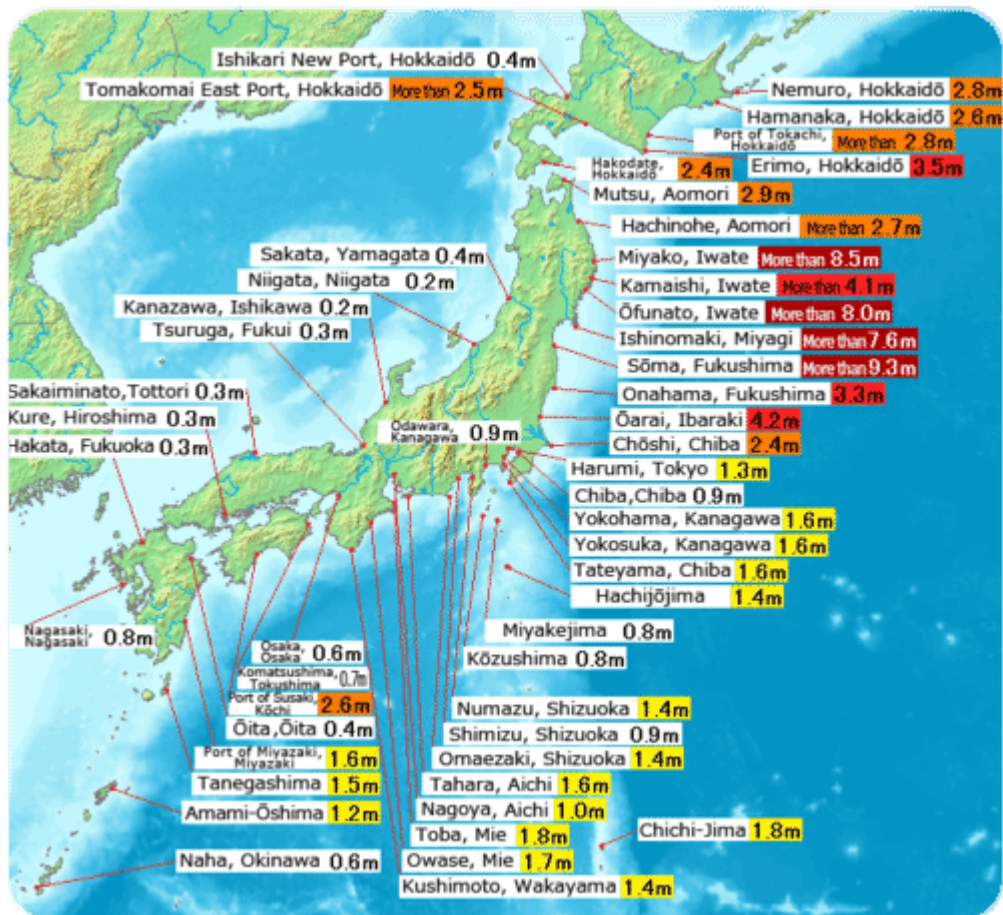 Ishikari New Port, Hokkaidō 0.4m
Tomakomai East Port, Hokkaidō More than 2.5m
Nemuro, Hokkaidō 2.8m
Hamanaka, Hokkaidō 2.6m
Port of Tokachi,
Hokkaidō More than 2.8m
Erimo, Hokkaidō 3.5m
Hakodate,
Hokkaidō 2.4m
Mutsu, Aomori 2.9m
Hachinohe, Aomori More than 2.7m
Miyako, Iwate More than 8.5m
Kamaishi, Iwate More than 4.1m
Ōfunato, Iwate More than 8.0m
Ishinomaki, Miyagi More than 7.6m
Sōma, Fukushima More than 9.3m
Onahama, Fukushima 3.3m
Ōarai, Ibaraki 4.2m
Chōshi, Chiba 2.4m
Harumi, Tokyo 1.3m
Chiba,Chiba 0.9m
Yokohama, Kanagawa 1.6m
Yokosuka, Kanagawa 1.6m
Tateyama, Chiba 1.6m
Hachijōjima 1.4m
Miyakejima 0.8m
Kōzushima 0.8m
Sakata, Yamagata 0.4m
Niigata, Niigata 0.2m
Kanazawa, Ishikawa 0.2m
Tsuruga, Fukui 0.3m
Sakaiminato,Tottori 0.3m
Kure, Hiroshima 0.3m
Hakata, Fukuoka 0.3m
Odawara,
Kanagawa 0.9m
Nagasaki,
Nagasaki 0.8m
Osaka,
Osaka 0.6m
Komatsushima,
Tokushima 0.7m
Port of Susaki,
Kōchi 2.6m
Ōita,Ōita 0.4m
Port of Miyazaki,
Miyazaki 1.6m
Tanegashima 1.5m
Amami-Ōshima 1.2m
Naha, Okinawa 0.6m
Numazu, Shizuoka 1.4m
Shimizu, Shizuoka 0.9m
Omaezaki, Shizuoka 1.4m
Tahara, Aichi 1.6m
Nagoya, Aichi 1.0m
Toba, Mie 1.8m
Owase, Mie 1.7m
Kushimoto, Wakayama 1.4m
Chichi-Jima 1.8m